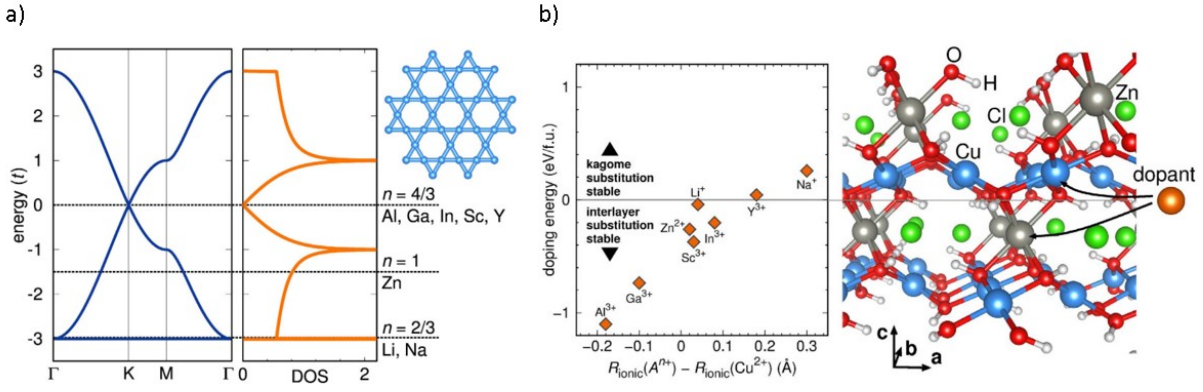 a)
energy (t)
3
2
1
0
-1
-2
-3
Γ
K
M
Γ
0
DOS
2
n = 4/3
Al, Ga, In, Sc, Y
n = 1
Zn
n = 2/3
Li, Na
b)
doping energy (eV/f.u.)
1
0
−1
kagome
substitution
stable
interlayer
substitution
stable
Na+
Li+
Y3+
Zn2+
In3+
Sc3+
Ga3+
Al3+
−0.2
−0.1
0
0.1
0.2
0.3
Rionic(An+) − Rionic(Cu2+) (Å)
O
H
Zn
Cl
Cu
dopant
c
b
a